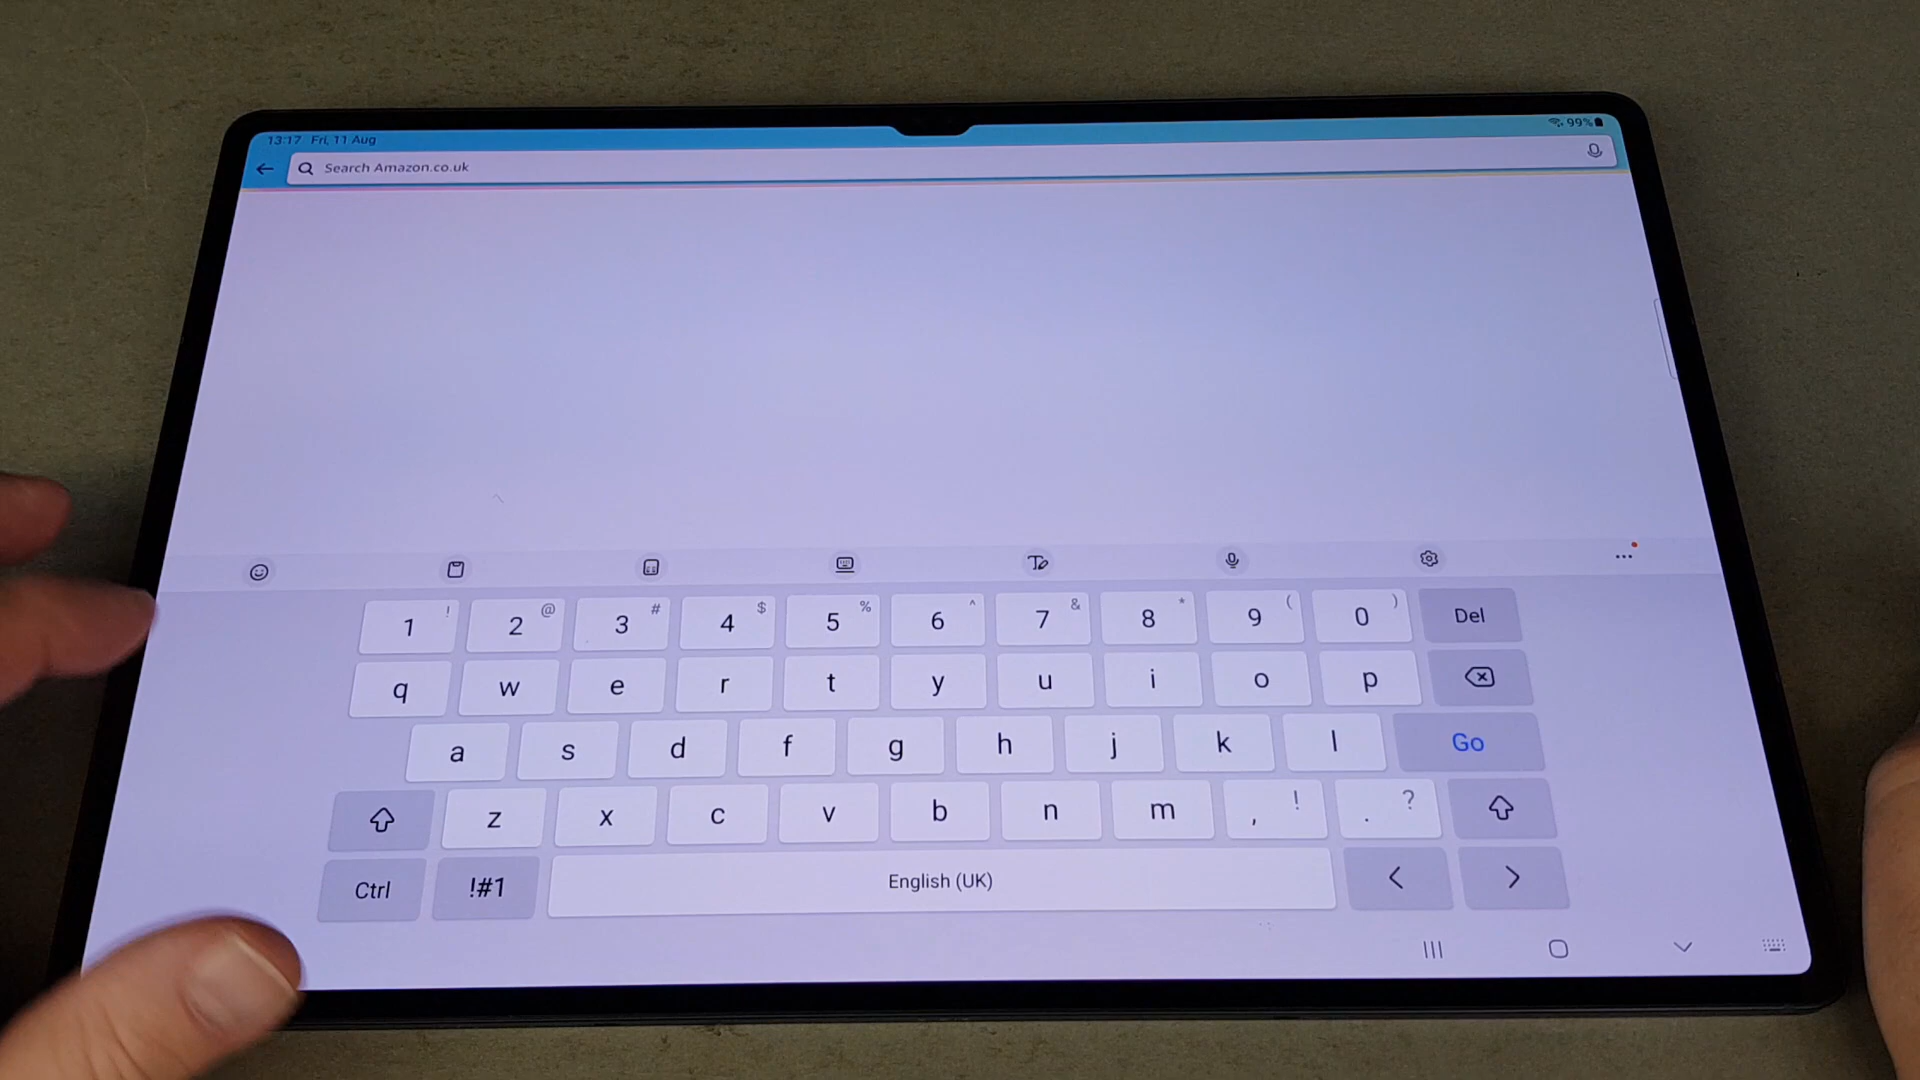 13:17 Fri, 11 Aug 99%
Search Amazon.co.uk
1 ! 2 @ 3 # 4 $ 5 % 6 ^ 7 & 8 * 9 ( 0 ) Del
q w e r t y u i o p
a s d f g h j k l Go
z x c v b n m , ! . ?
Ctrl !#1 English (UK) < >